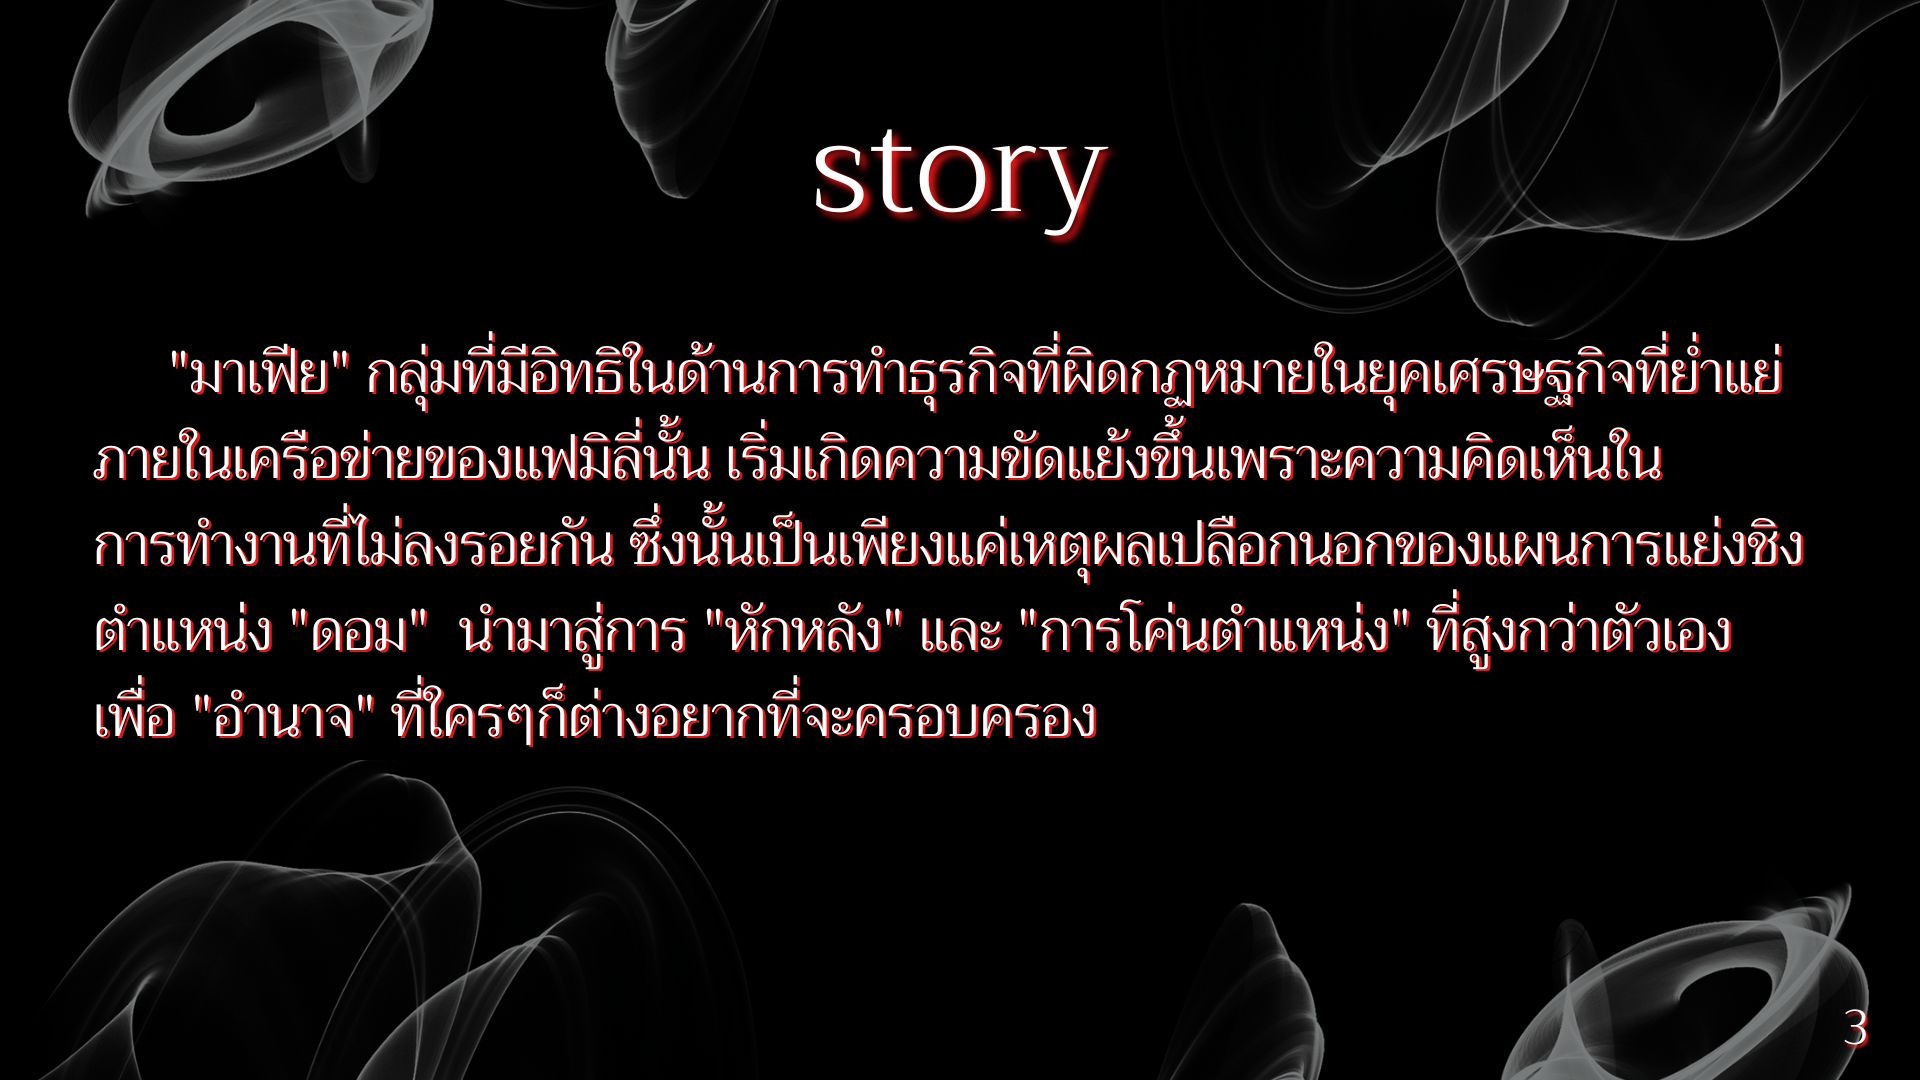 story
"มาเฟีย" กลุ่มที่มีอิทธิในด้านการทำธุรกิจที่ผิดกฎหมายในยุคเศรษฐกิจที่ย่ำแย่
ภายในเครือข่ายของแฟมิลี่นั้น เริ่มเกิดความขัดแย้งขึ้นเพราะความคิดเห็นใน
การทำงานที่ไม่ลงรอยกัน ซึ่งนั้นเป็นเพียงแค่เหตุผลเปลือกนอกของแผนการแย่งชิง
ตำแหน่ง "ดอม"  นำมาสู่การ "หักหลัง" และ "การโค่นตำแหน่ง" ที่สูงกว่าตัวเอง
เพื่อ "อำนาจ" ที่ใครๆก็ต่างอยากที่จะครอบครอง
3